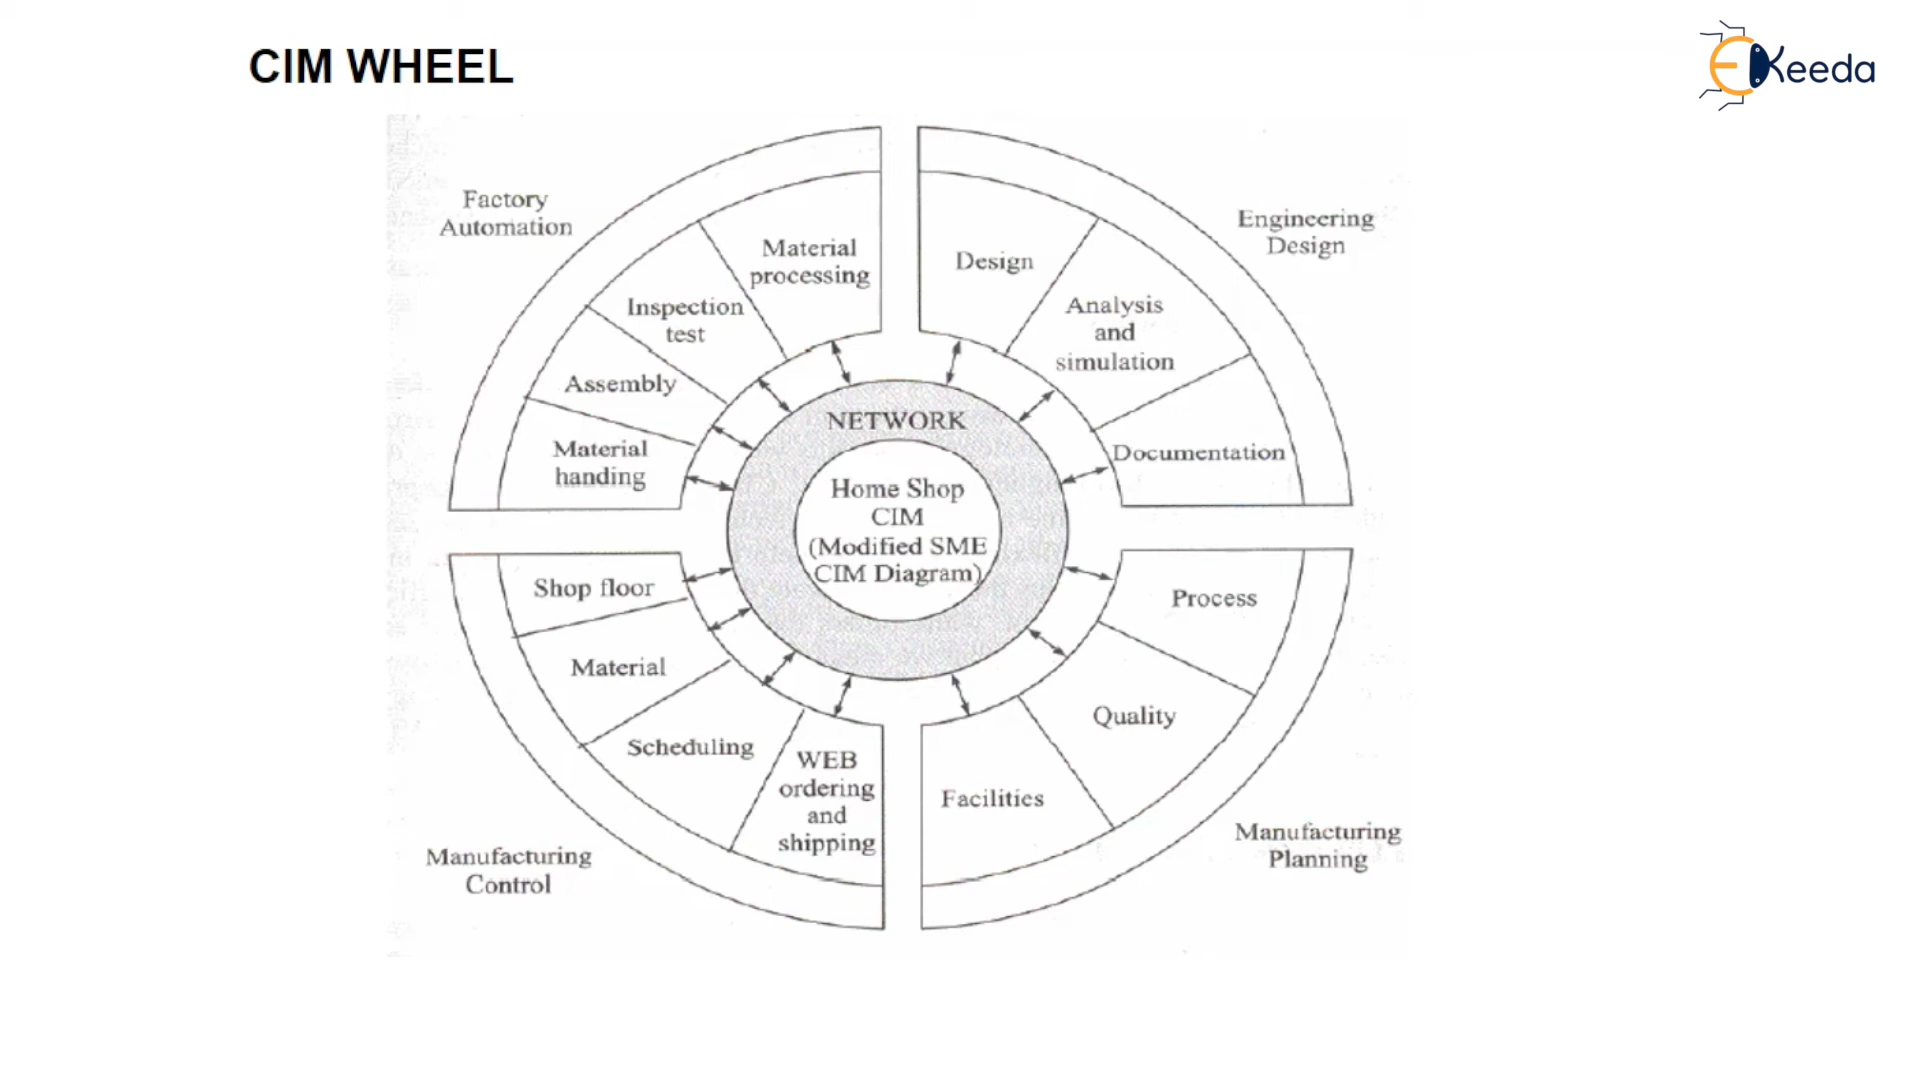 CIM WHEEL
EKeeda
Factory
Automation
Material
processing
Inspection
test
Assembly
Material
handing
Engineering
Design
Design
Analysis
and
simulation
Documentation
NETWORK
Home Shop
CIM
(Modified SME
CIM Diagram)
Shop floor
Material
Scheduling
WEB
ordering
and
shipping
Manufacturing
Control
Process
Quality
Facilities
Manufacturing
Planning